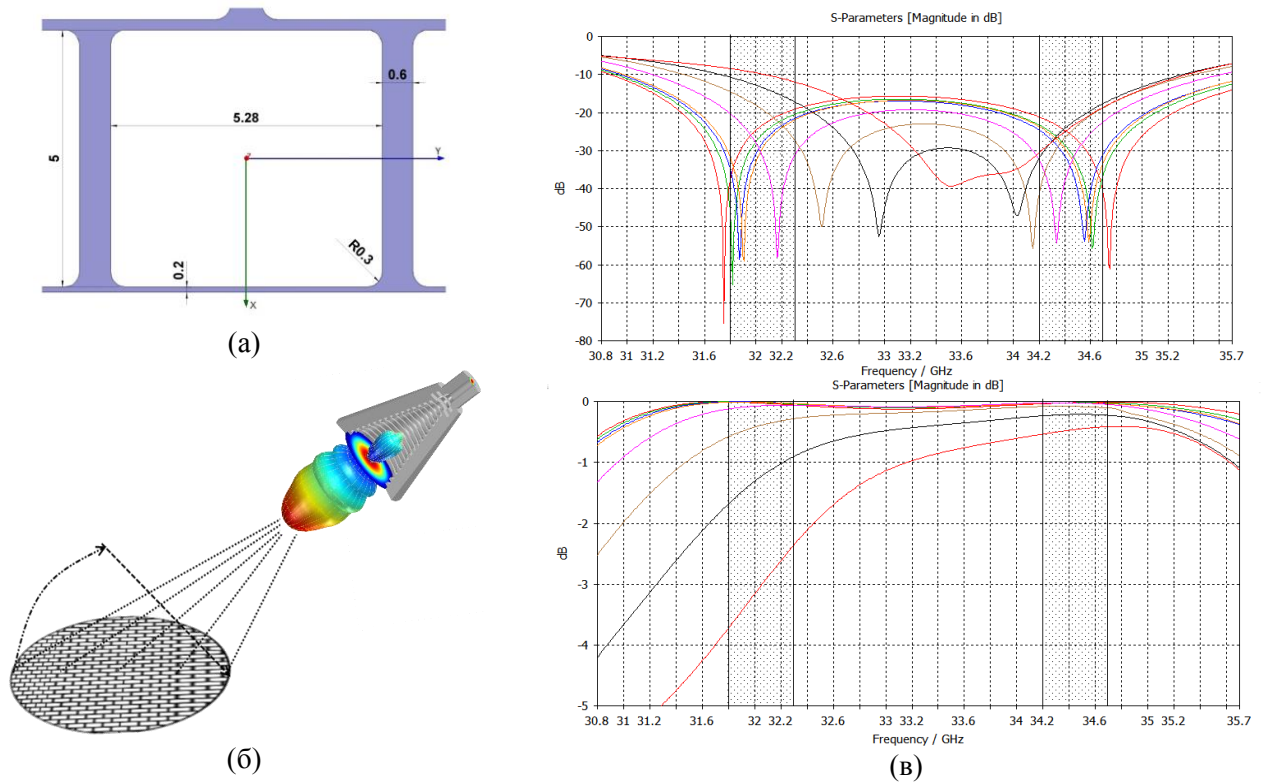 0.6
5.28
5
Y
R0.3
0.2
X
(а)
(б)
S-Parameters [Magnitude in dB]
0
-10
-20
-30
-40
-50
-60
-70
-80
dB
30.8 31 31.2 31.6 32 32.2 32.6 33 33.2 33.6 34 34.2 34.6 35 35.2 35.7
Frequency / GHz
S-Parameters [Magnitude in dB]
0
-1
-2
-3
-4
-5
dB
30.8 31 31.2 31.6 32 32.2 32.6 33 33.2 33.6 34 34.2 34.6 35 35.2 35.7
Frequency / GHz
(в)